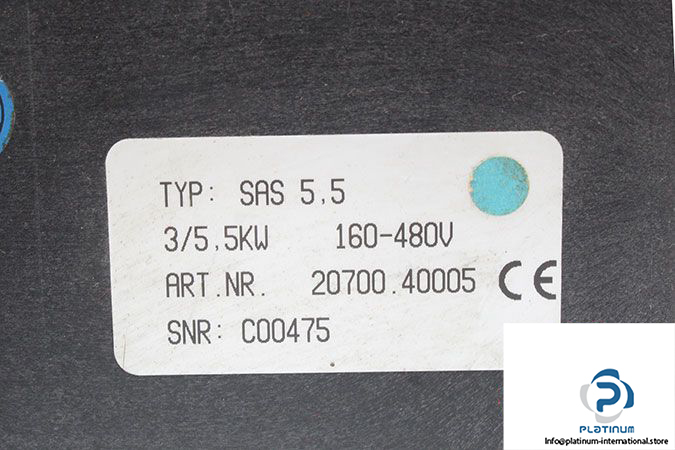 TYP: SAS 5,5
3/5,5KW 160-480V
ART.NR. 20700.40005 CE
SNR: C00475
PLATINUM
Info@platinum-international.store